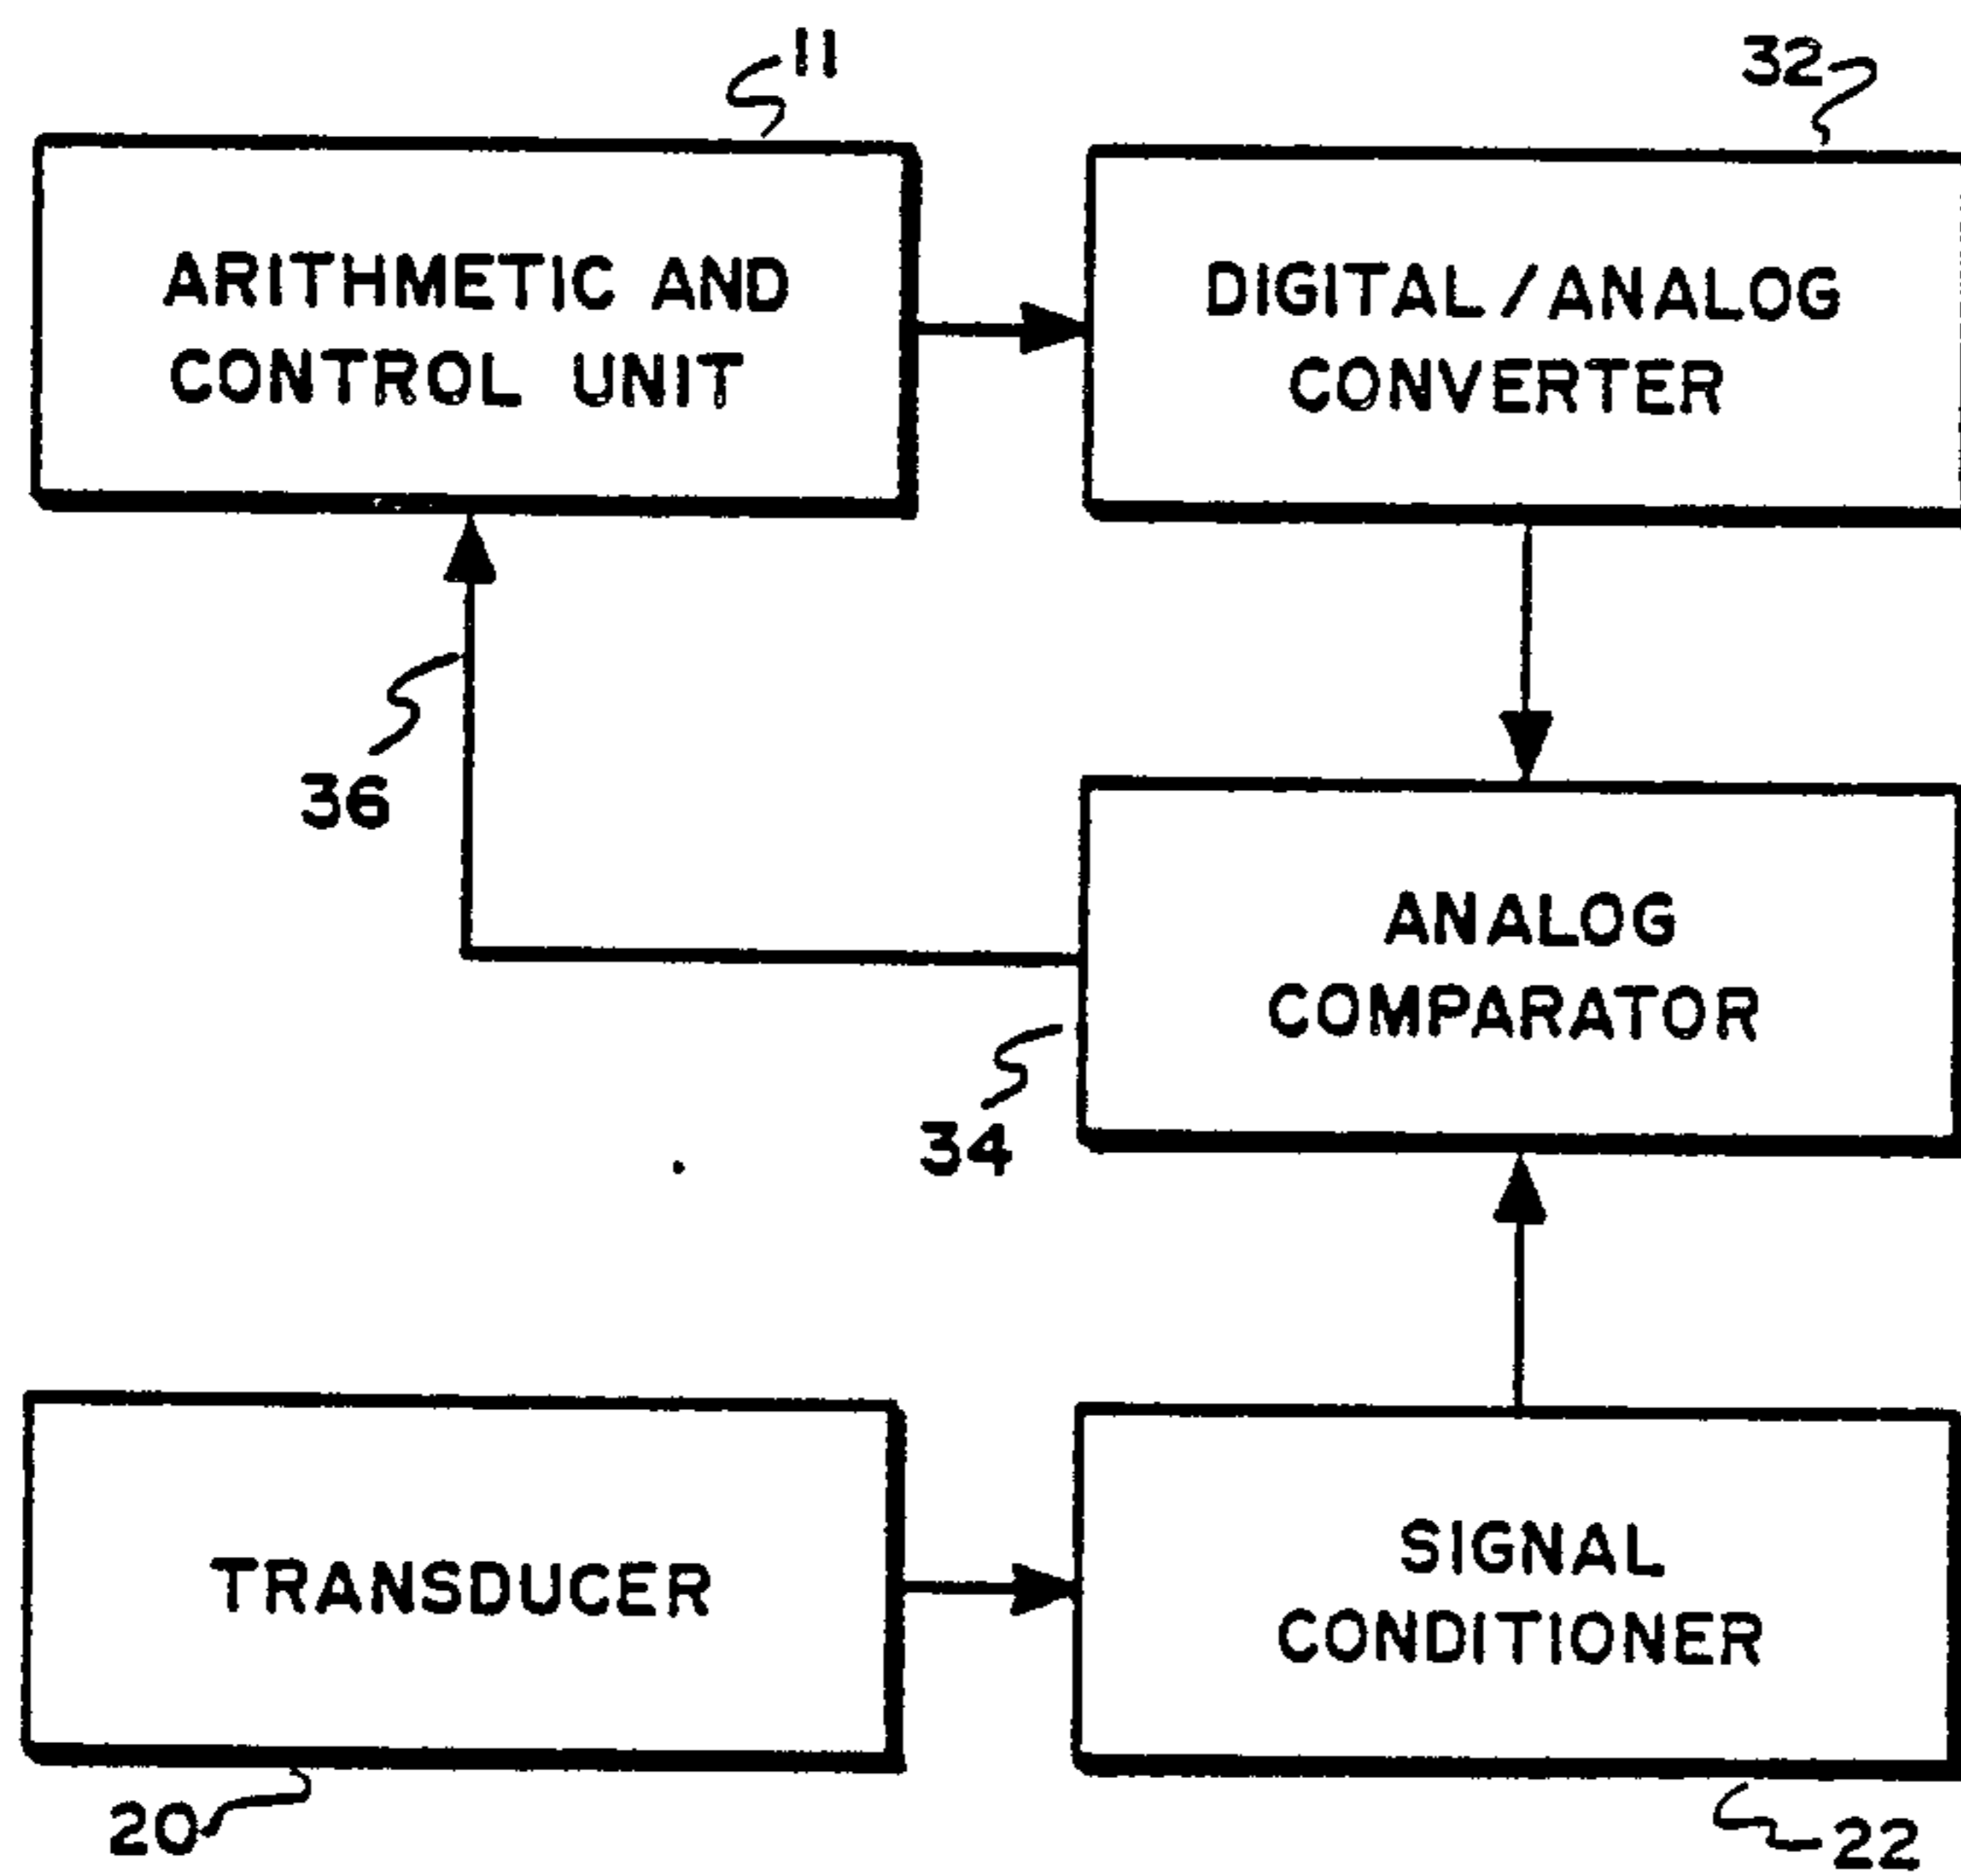 11
32
ARITHMETIC AND
CONTROL UNIT
DIGITAL/ANALOG
CONVERTER
36
ANALOG
COMPARATOR
34
TRANSDUCER
SIGNAL
CONDITIONER
20
22